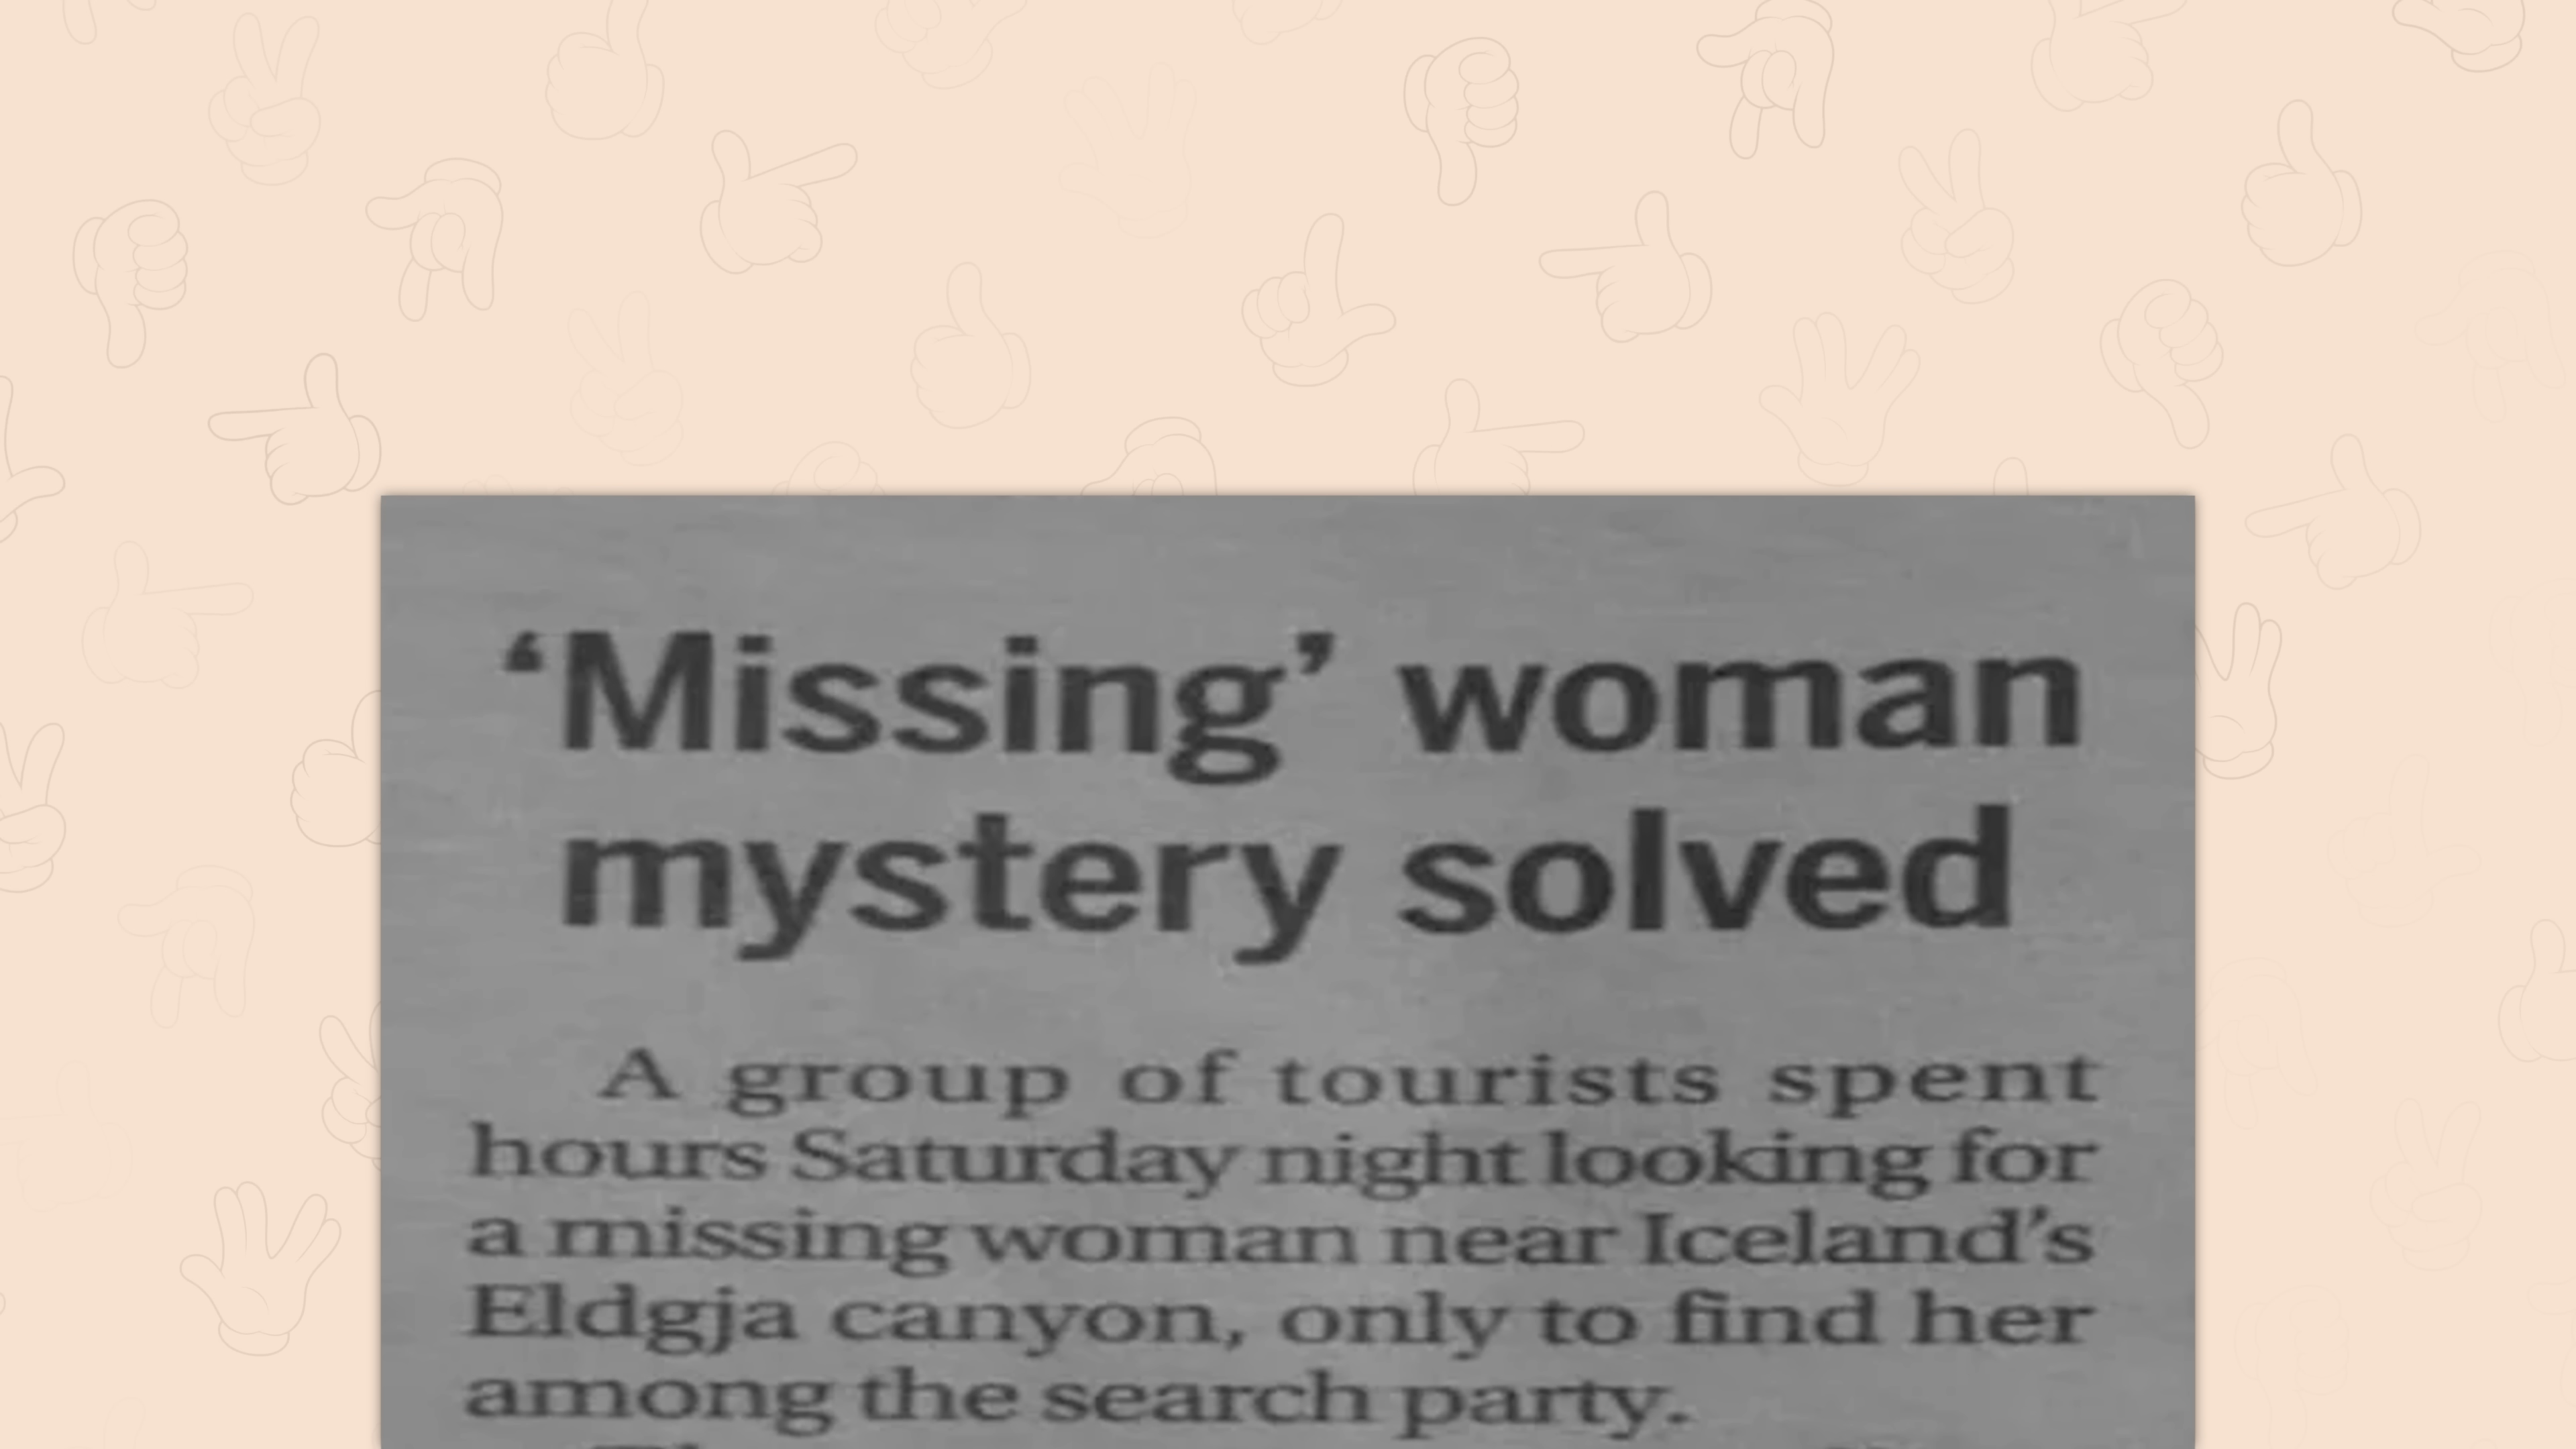 ‘Missing’ woman
mystery solved
A group of tourists spent
hours Saturday night looking for
a missing woman near Iceland’s
Eldgja canyon, only to find her
among the search party.